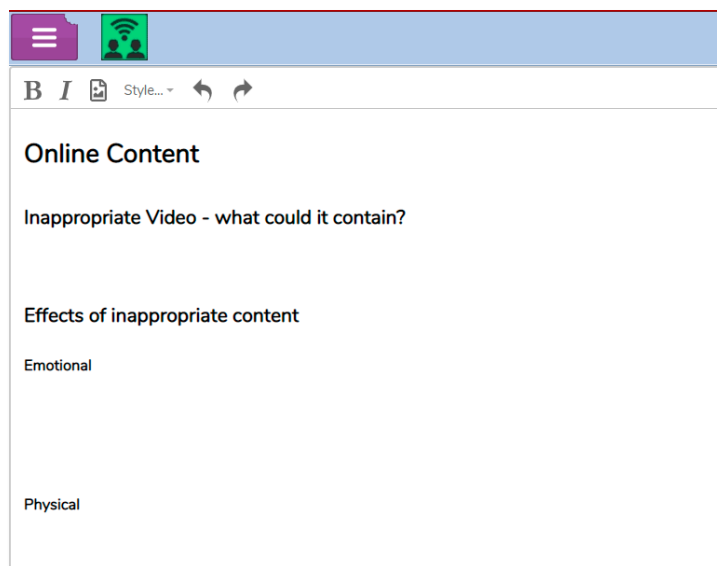 B I Style...
Online Content
Inappropriate Video - what could it contain?
Effects of inappropriate content
Emotional
Physical